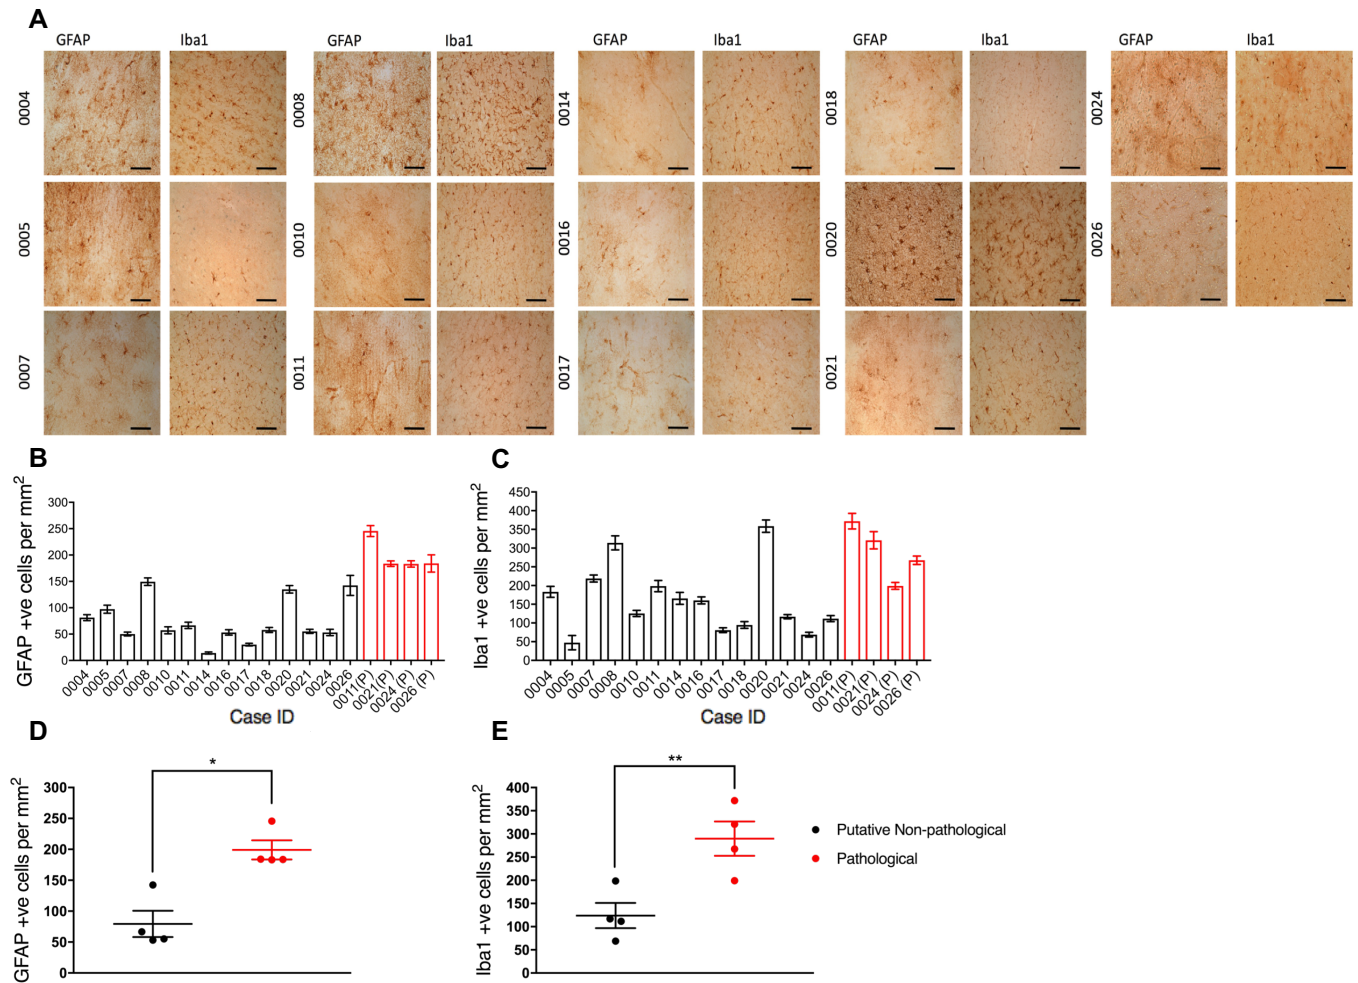 A
GFAP Iba1 GFAP Iba1 GFAP Iba1 GFAP Iba1 GFAP Iba1
0004 0008 0014 0018 0024
0005 0010 0016 0020 0026
0007 0011 0017 0021
B
GFAP +ve cells per mm2
300
250
200
150
100
50
0
0004 0005 0007 0008 0010 0011 0014 0016 0017 0018 0020 0021 0024 0026 0011(P) 0021(P) 0024 (P) 0026 (P)
Case ID
C
Iba1 +ve cells per mm2
450
400
350
300
250
200
150
100
50
0
0004 0005 0007 0008 0010 0011 0014 0016 0017 0018 0020 0021 0024 0026 0011(P) 0021(P) 0024 (P) 0026 (P)
Case ID
D
GFAP +ve cells per mm2
300
250
200
150
100
50
0
*
E
Iba1 +ve cells per mm2
400
350
300
250
200
150
100
50
0
**
Putative Non-pathological
Pathological